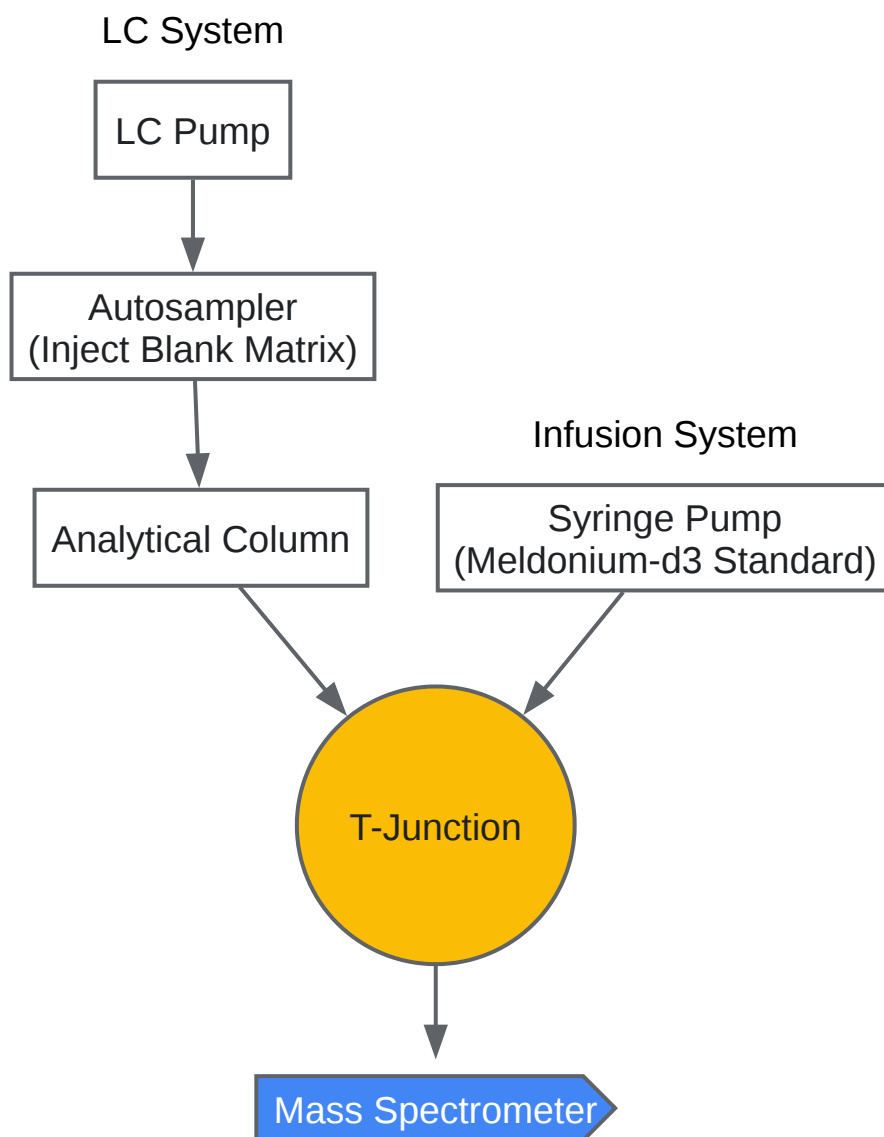 LC System
LC Pump
Autosampler
(Inject Blank Matrix)
Infusion System
Analytical Column
Syringe Pump
(Meldonium-d3 Standard)
T-Junction
Mass Spectrometer